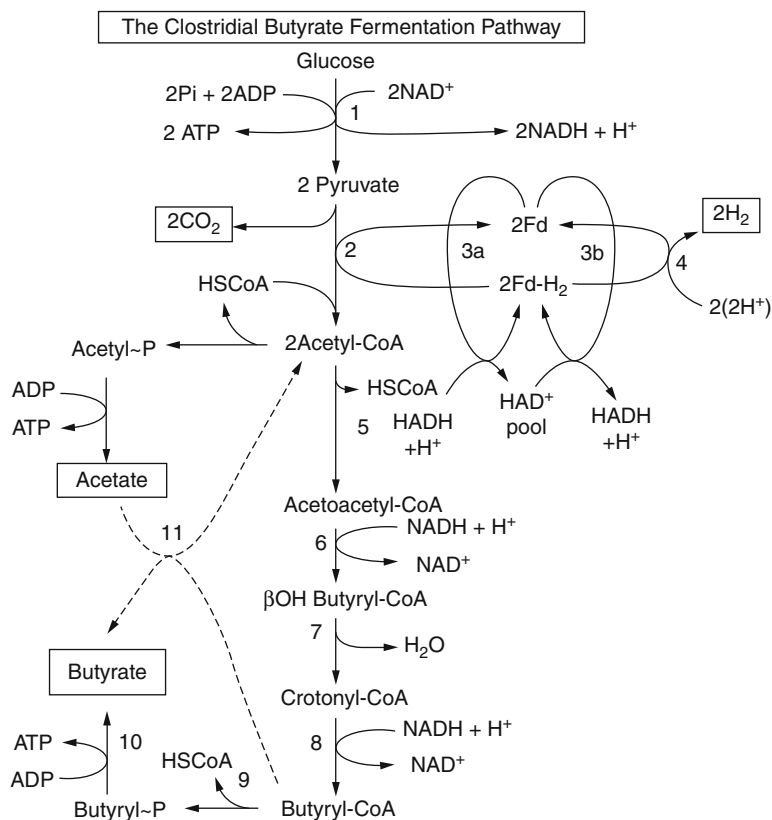 The Clostridial Butyrate Fermentation Pathway
Glucose
2Pi + 2ADP
2NAD⁺
1
2 ATP
2NADH + H⁺
2 Pyruvate
2CO₂
2Fd
2H₂
2
3a
3b
4
HSCoA
2Fd-H₂
2(2H⁺)
Acetyl~P
2Acetyl-CoA
ADP
HSCoA
HADH
+H⁺
HAD⁺
pool
HADH
+H⁺
ATP
5
Acetate
Acetoacetyl-CoA
11
6
NADH + H⁺
NAD⁺
βOH Butyryl-CoA
7
H₂O
Butyrate
Crotonyl-CoA
ATP
10
ADP
HSCoA
9
8
NADH + H⁺
NAD⁺
Butyryl~P
Butyryl-CoA